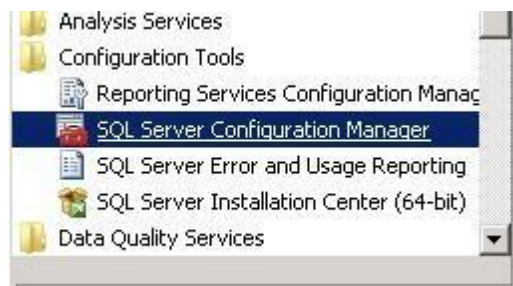 Analysis Services
Configuration Tools
Reporting Services Configuration Manag
SQL Server Configuration Manager
SQL Server Error and Usage Reporting
SQL Server Installation Center (64-bit)
Data Quality Services